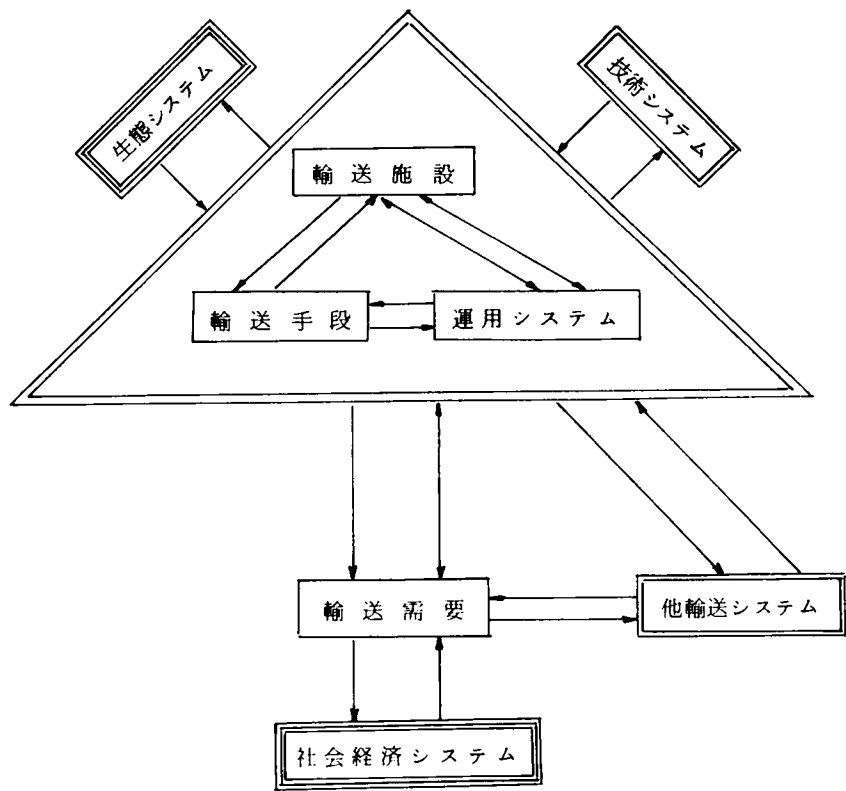 生態システム
技術システム
輸送施設
輸送手段
運用システム
輸送需要
他輸送システム
社会経済システム